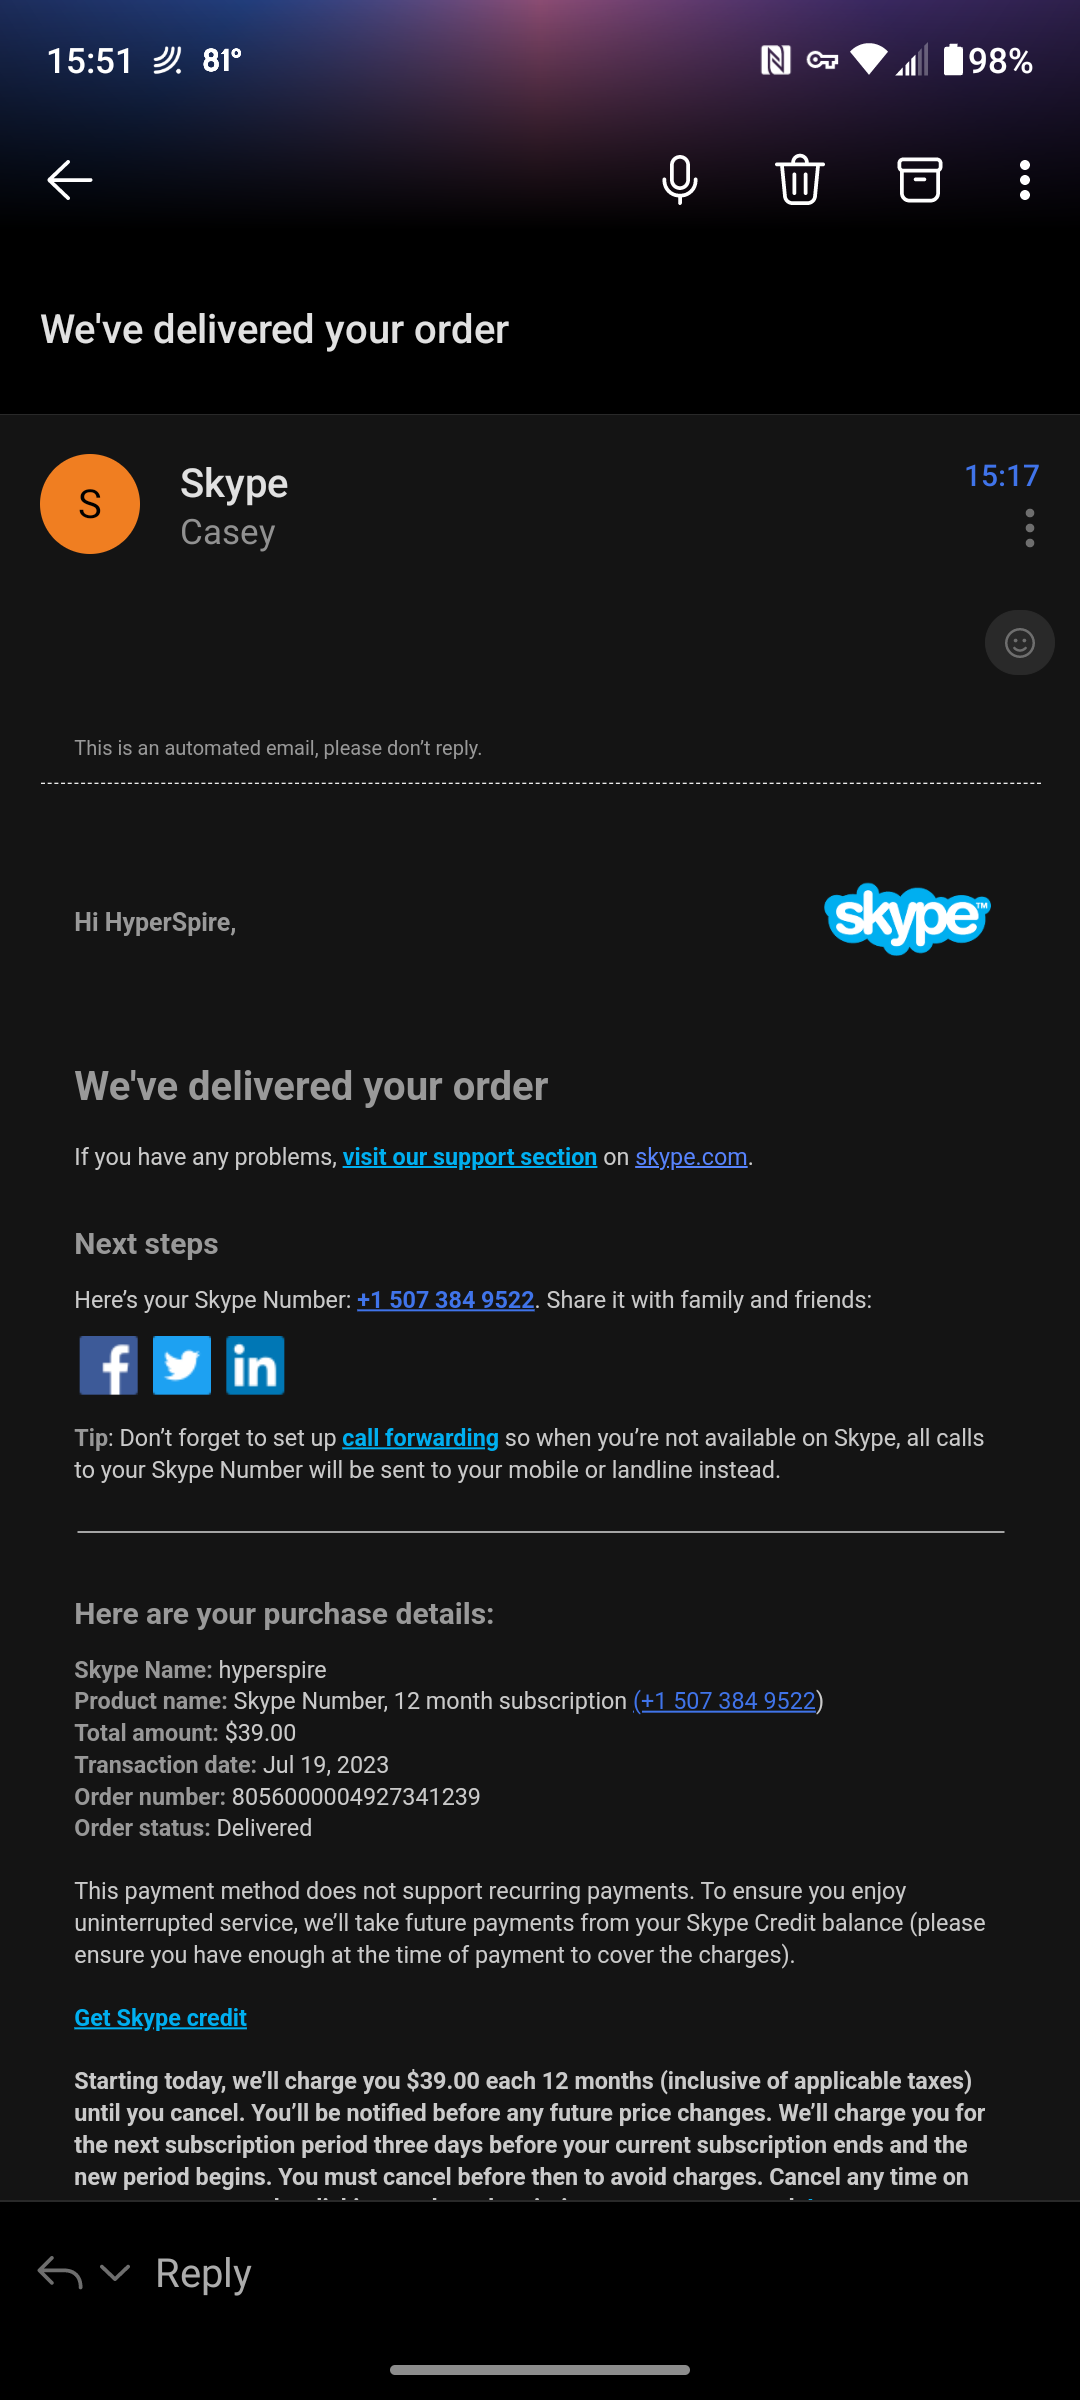 15:51 81° 98%
We've delivered your order
S
Skype
15:17
Casey
This is an automated email, please don’t reply.
Hi HyperSpire,
skype™
We've delivered your order
If you have any problems, visit our support section on skype.com.
Next steps
Here’s your Skype Number: +1 507 384 9522. Share it with family and friends:
f in
Tip: Don’t forget to set up call forwarding so when you’re not available on Skype, all calls
to your Skype Number will be sent to your mobile or landline instead.
Here are your purchase details:
Skype Name: hyperspire
Product name: Skype Number, 12 month subscription (+1 507 384 9522)
Total amount: $39.00
Transaction date: Jul 19, 2023
Order number: 8056000004927341239
Order status: Delivered
This payment method does not support recurring payments. To ensure you enjoy
uninterrupted service, we’ll take future payments from your Skype Credit balance (please
ensure you have enough at the time of payment to cover the charges).
Get Skype credit
Starting today, we’ll charge you $39.00 each 12 months (inclusive of applicable taxes)
until you cancel. You’ll be notified before any future price changes. We’ll charge you for
the next subscription period three days before your current subscription ends and the
new period begins. You must cancel before then to avoid charges. Cancel any time on
Reply